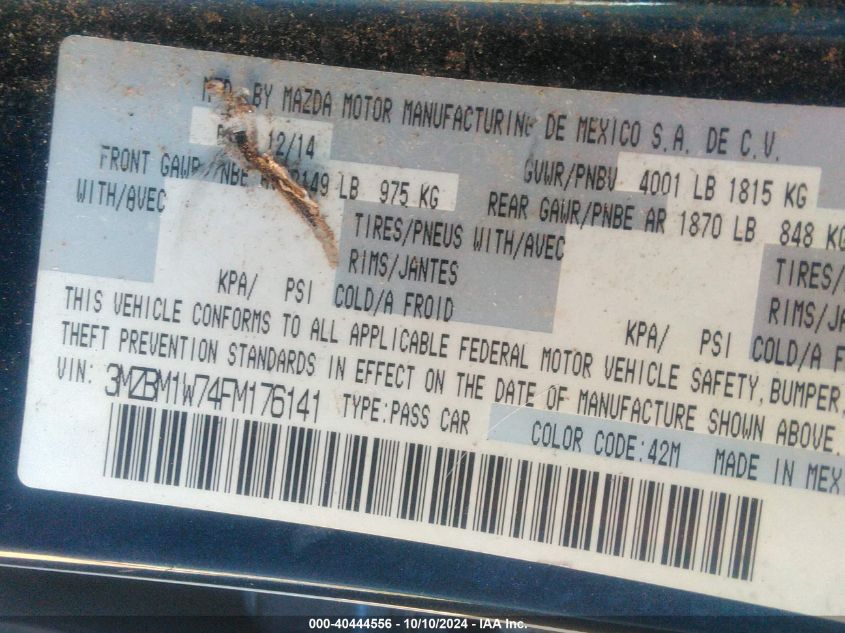 BY MAZDA MOTOR MANUFACTURING DE MEXICO S.A. DE C.V.
12/14 GVWR/PNBV 4001 LB 1815 KG
FRONT GAWR/PNBE 149 LB 975 KG REAR GAWR/PNBE AR 1870 LB 848 KG
WITH/AVEC TIRES/PNEUS WITH/AVEC TIRES/
RIMS/JANTES RIMS/JA
KPA/ PSI COLD/A FROID KPA/ PSI COLD/A F
THIS VEHICLE CONFORMS TO ALL APPLICABLE FEDERAL MOTOR VEHICLE SAFETY, BUMPER,
THEFT PREVENTION STANDARDS IN EFFECT ON THE DATE OF MANUFACTURE SHOWN ABOVE.
VIN: 3MZBM1W74FM176141 TYPE:PASS CAR
COLOR CODE:42M MADE IN MEX
000-40444556 - 10/10/2024 - IAA Inc.